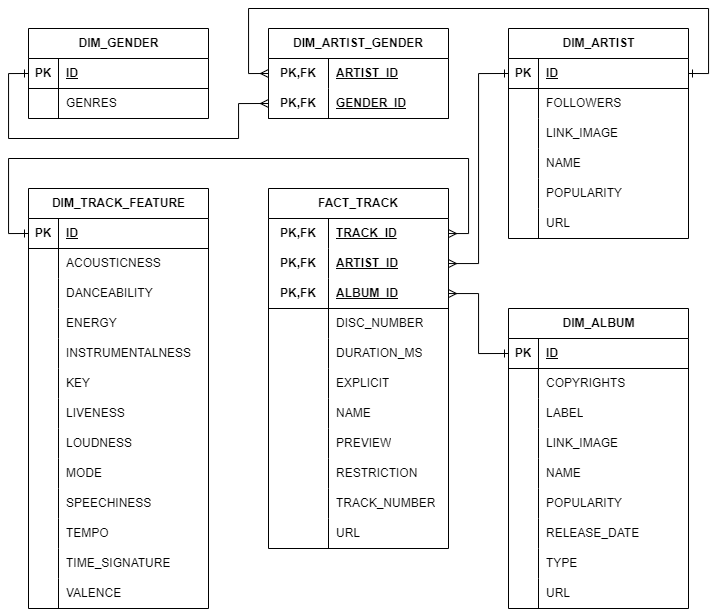 DIM_GENDER
PK ID
GENRES
DIM_ARTIST_GENDER
PK,FK ARTIST_ID
PK,FK GENDER_ID
DIM_ARTIST
PK ID
FOLLOWERS
LINK_IMAGE
NAME
POPULARITY
URL
DIM_TRACK_FEATURE
PK ID
ACOUSTICNESS
DANCEABILITY
ENERGY
INSTRUMENTALNESS
KEY
LIVENESS
LOUDNESS
MODE
SPEECHINESS
TEMPO
TIME_SIGNATURE
VALENCE
FACT_TRACK
PK,FK TRACK_ID
PK,FK ARTIST_ID
PK,FK ALBUM_ID
DISC_NUMBER
DURATION_MS
EXPLICIT
NAME
PREVIEW
RESTRICTION
TRACK_NUMBER
URL
DIM_ALBUM
PK ID
COPYRIGHTS
LABEL
LINK_IMAGE
NAME
POPULARITY
RELEASE_DATE
TYPE
URL